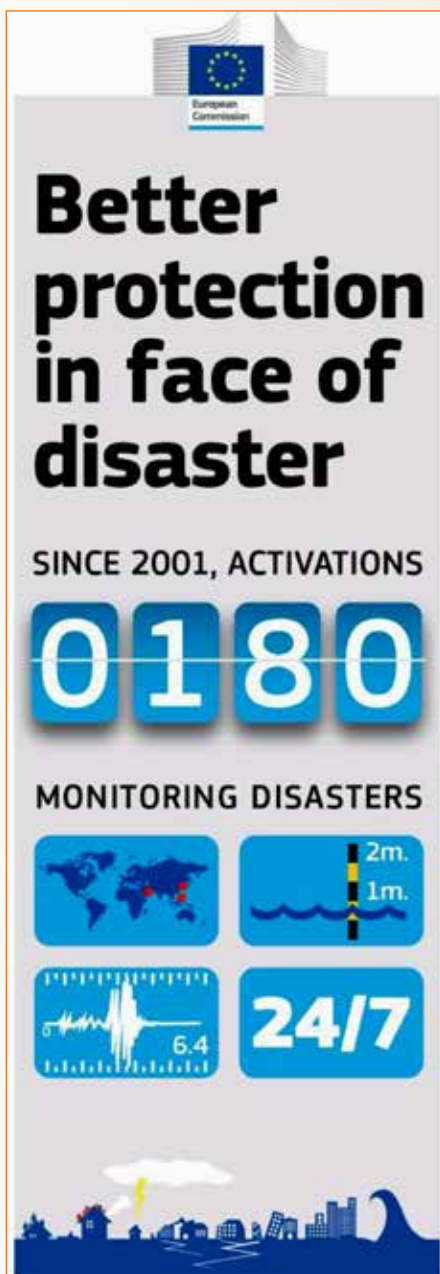 European
Commission
Better
protection
in face of
disaster
SINCE 2001, ACTIVATIONS
0180
MONITORING DISASTERS
2m.
1m.
6.4
24/7